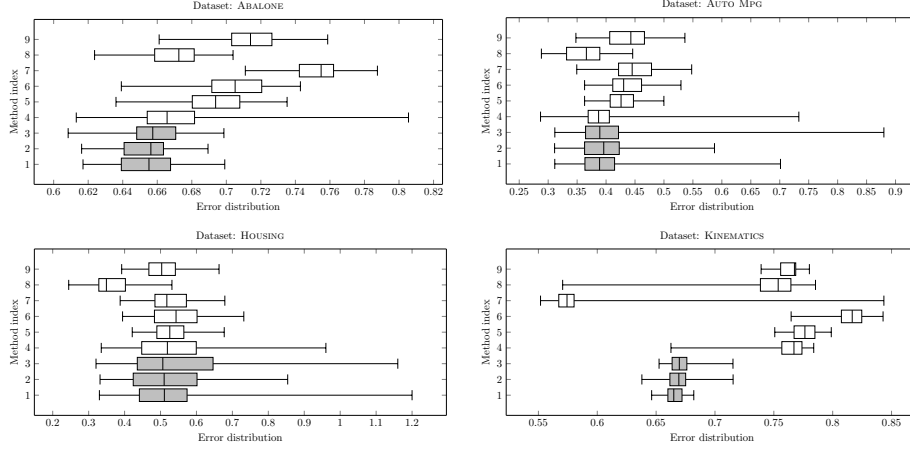 Dataset: ABALONE
Method index
9
8
7
6
5
4
3
2
1
0.6 0.62 0.64 0.66 0.68 0.7 0.72 0.74 0.76 0.78 0.8 0.82
Error distribution
Dataset: AUTO MPG
Method index
9
8
7
6
5
4
3
2
1
0.25 0.3 0.35 0.4 0.45 0.5 0.55 0.6 0.65 0.7 0.75 0.8 0.85 0.9
Error distribution
Dataset: HOUSING
Method index
9
8
7
6
5
4
3
2
1
0.2 0.3 0.4 0.5 0.6 0.7 0.8 0.9 1 1.1 1.2
Error distribution
Dataset: KINEMATICS
Method index
9
8
7
6
5
4
3
2
1
0.55 0.6 0.65 0.7 0.75 0.8 0.85
Error distribution